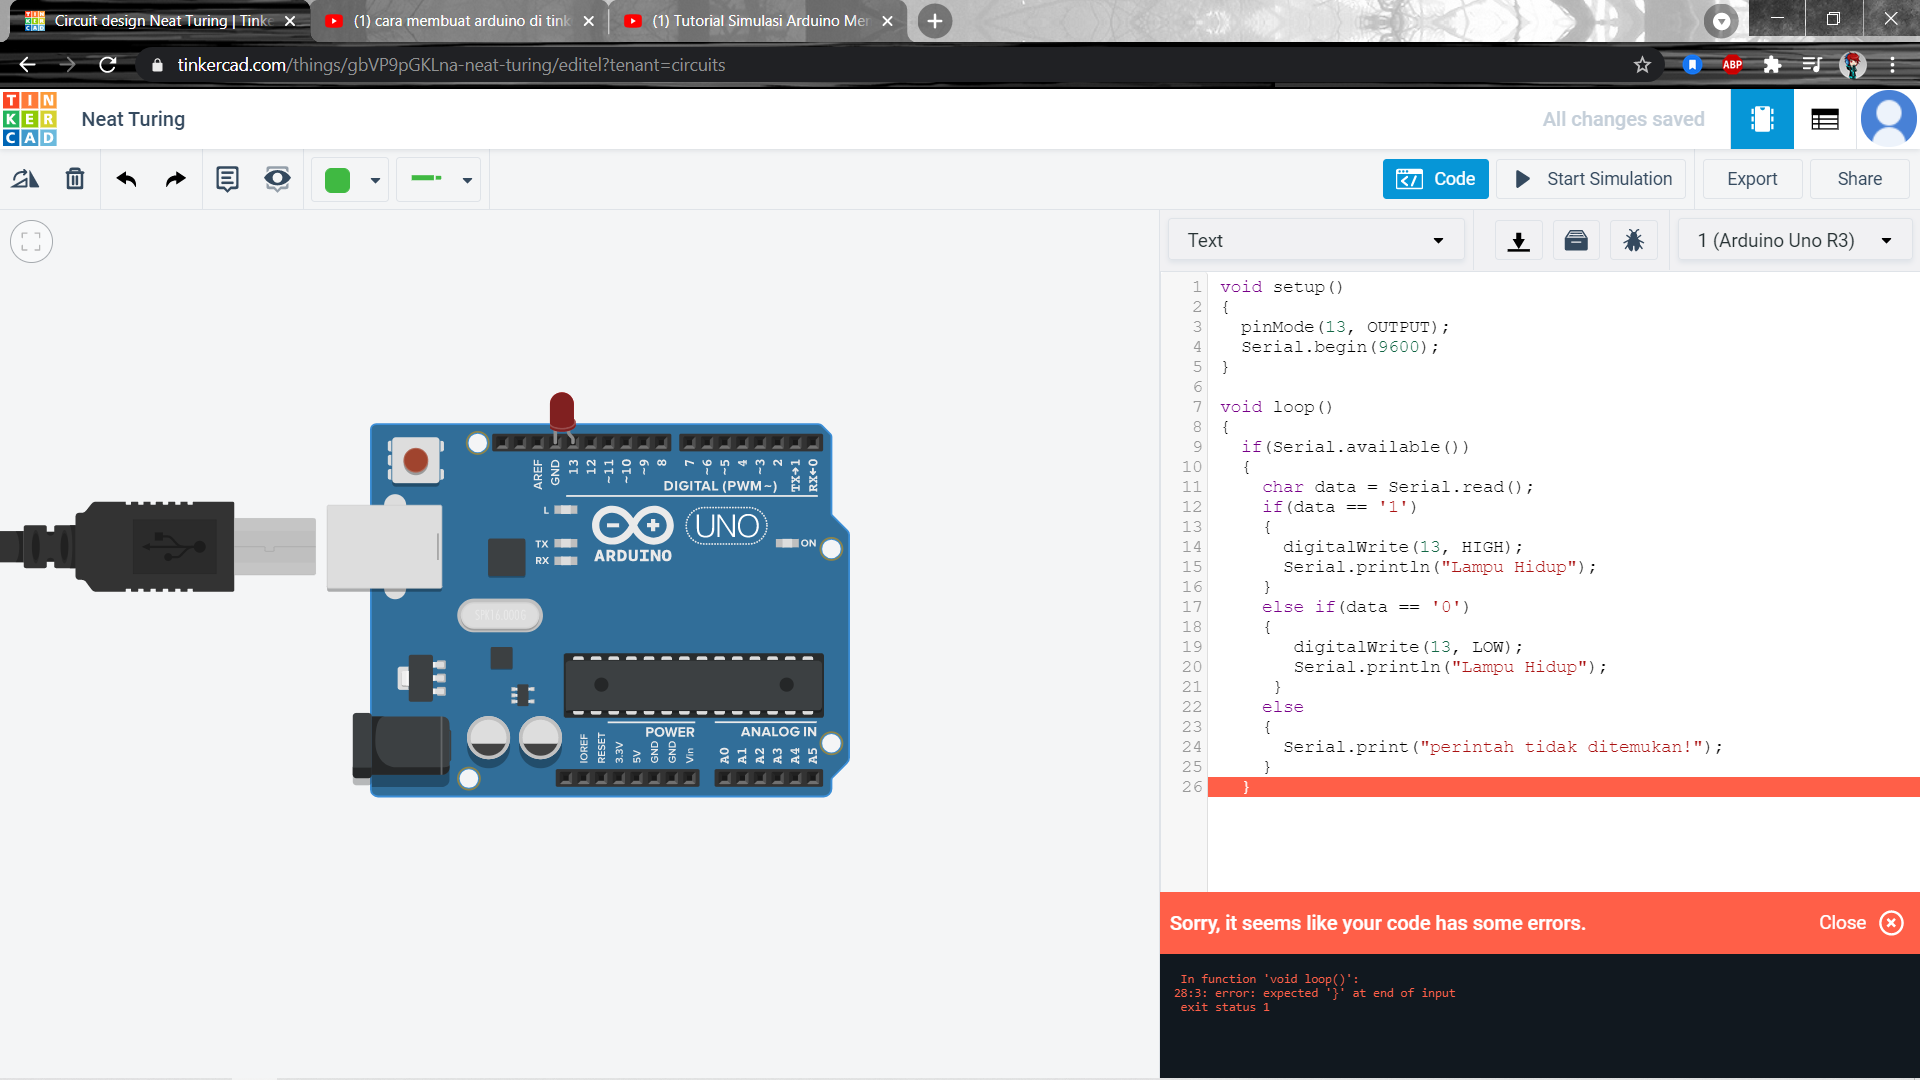 Circuit design Neat Turing | Tink
(1) cara membuat arduino di tink
(1) Tutorial Simulasi Arduino Me
tinkercad.com/things/gbVP9pGKLna-neat-turing/editel?tenant=circuits
ABP
TIN
KER
CAD
Neat Turing
All changes saved
Code
Start Simulation
Export
Share
Text
1 (Arduino Uno R3)
1 void setup()
2 {
3 pinMode(13, OUTPUT);
4 Serial.begin(9600);
5 }
6
7 void loop()
8 {
9 if(Serial.available())
10 {
11 char data = Serial.read();
12 if(data == '1')
13 {
14 digitalWrite(13, HIGH);
15 Serial.println("Lampu Hidup");
16 }
17 else if(data == '0')
18 {
19 digitalWrite(13, LOW);
20 Serial.println("Lampu Hidup");
21 }
22 else
23 {
24 Serial.print("perintah tidak ditemukan!");
25 }
26 }
AREF GND 13 12 ~11 ~10 ~9 8 7 ~6 ~5 4 ~3 2 TX→1 RX←0
DIGITAL (PWM~)
L
TX
RX
UNO
ARDUINO
ON
POWER
ANALOG IN
IOREF RESET 3.3V 5V GND GND Vin A0 A1 A2 A3 A4 A5
Sorry, it seems like your code has some errors.
Close
In function 'void loop()':
28:3: error: expected '}' at end of input
exit status 1